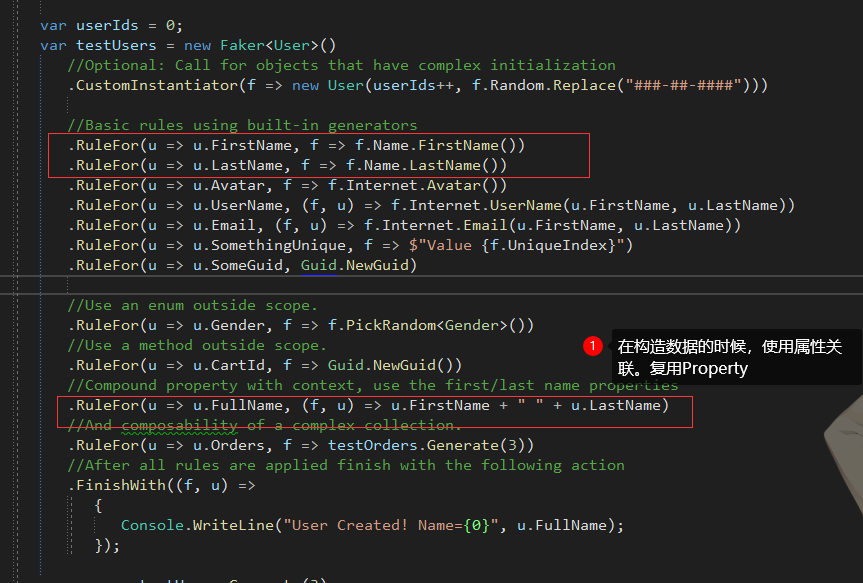 var userIds = 0;
var testUsers = new Faker<User>()
//Optional: Call for objects that have complex initialization
.CustomInstantiator(f => new User(userIds++, f.Random.Replace("###-##-####")))
//Basic rules using built-in generators
.RuleFor(u => u.FirstName, f => f.Name.FirstName())
.RuleFor(u => u.LastName, f => f.Name.LastName())
.RuleFor(u => u.Avatar, f => f.Internet.Avatar())
.RuleFor(u => u.UserName, (f, u) => f.Internet.UserName(u.FirstName, u.LastName))
.RuleFor(u => u.Email, (f, u) => f.Internet.Email(u.FirstName, u.LastName))
.RuleFor(u => u.SomethingUnique, f => $"Value {f.UniqueIndex}")
.RuleFor(u => u.SomeGuid, Guid.NewGuid)
//Use an enum outside scope.
.RuleFor(u => u.Gender, f => f.PickRandom<Gender>())
//Use a method outside scope.
1 在构造数据的时候，使用属性关
联。复用Property
.RuleFor(u => u.CartId, f => Guid.NewGuid())
//Compound property with context, use the first/last name properties
.RuleFor(u => u.FullName, (f, u) => u.FirstName + " " + u.LastName)
//And composability of a complex collection.
.RuleFor(u => u.Orders, f => testOrders.Generate(3))
//After all rules are applied finish with the following action
.FinishWith((f, u) =>
{
Console.WriteLine("User Created! Name={0}", u.FullName);
});